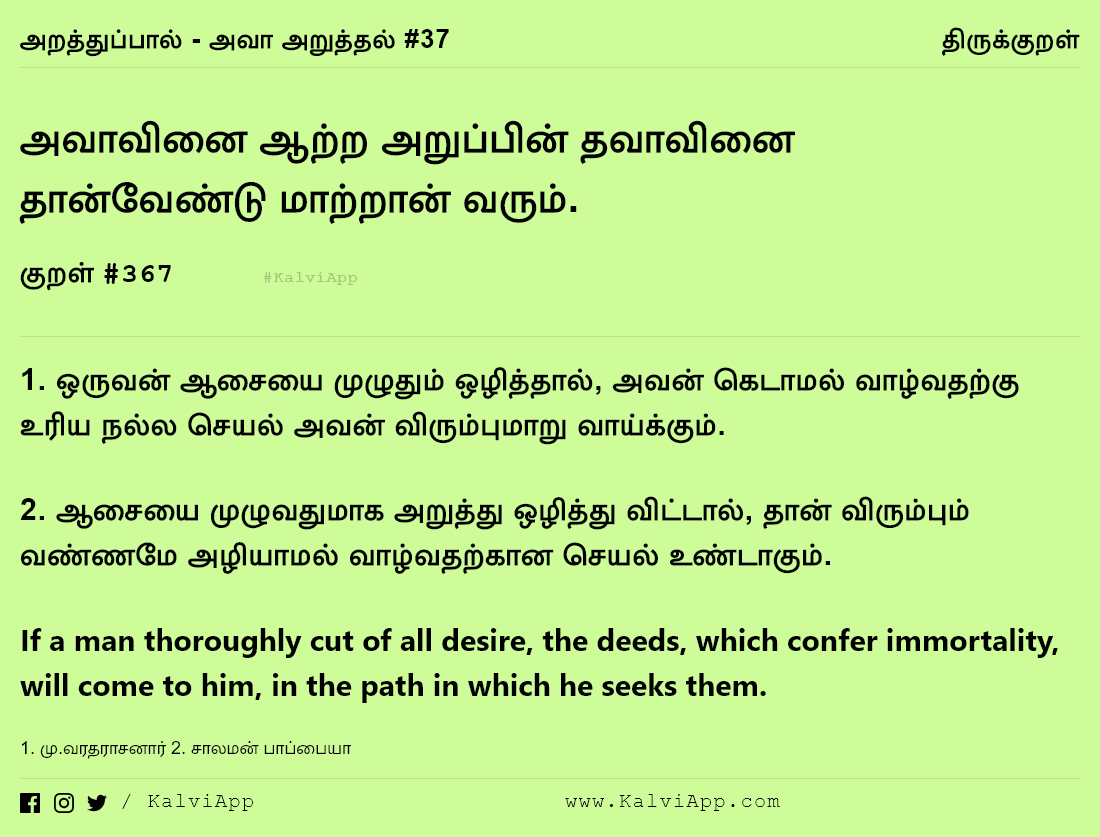 அறத்துப்பால் - அவா அறுத்தல் #37
திருக்குறள்
அவாவினை ஆற்ற அறுப்பின் தவாவினை
தான்வேண்டு மாற்றான் வரும்.
குறள் #367
#KalviApp
1. ஒருவன் ஆசையை முழுதும் ஒழித்தால், அவன் கெடாமல் வாழ்வதற்கு
உரிய நல்ல செயல் அவன் விரும்புமாறு வாய்க்கும்.
2. ஆசையை முழுவதுமாக அறுத்து ஒழித்து விட்டால், தான் விரும்பும்
வண்ணமே அழியாமல் வாழ்வதற்கான செயல் உண்டாகும்.
If a man thoroughly cut of all desire, the deeds, which confer immortality,
will come to him, in the path in which he seeks them.
1. மு.வரதராசனார் 2. சாலமன் பாப்பையா
/ KalviApp
www.KalviApp.com